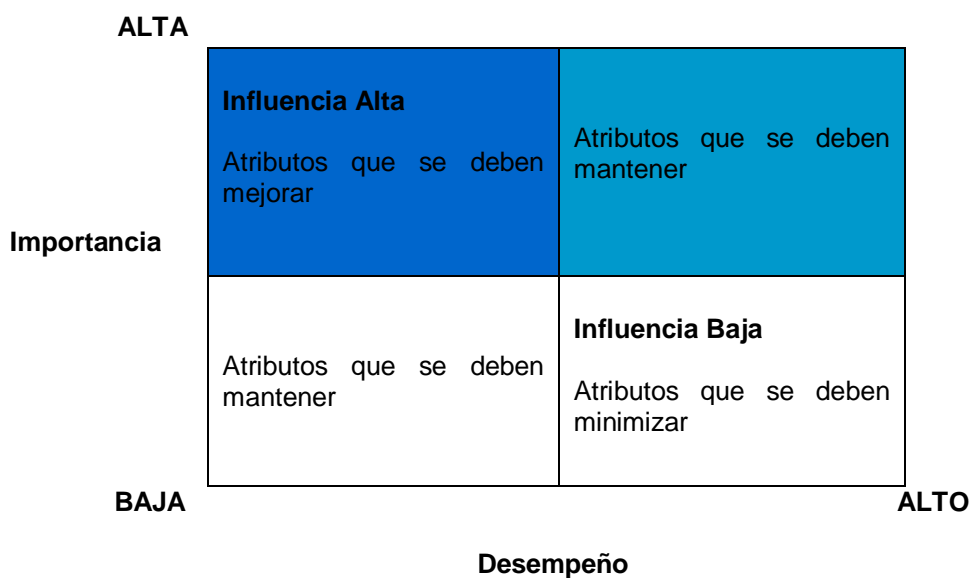 ALTA
Influencia Alta
Atributos que se deben
mejorar
Atributos que se deben
mantener
Importancia
Atributos que se deben
mantener
Influencia Baja
Atributos que se deben
minimizar
BAJA
ALTO
Desempeño